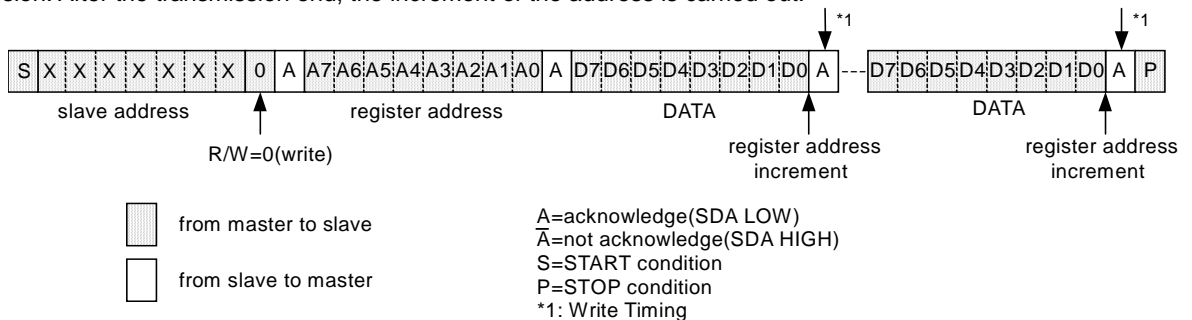 sion. After the transmission end, the increment of the address is carried out.
*1 *1
S X X X X X X X 0 A A7 A6 A5 A4 A3 A2 A1 A0 A D7 D6 D5 D4 D3 D2 D1 D0 A D7 D6 D5 D4 D3 D2 D1 D0 A P
slave address register address DATA DATA
R/W=0(write)
register address increment
register address increment
from master to slave
from slave to master
A=acknowledge(SDA LOW)
A̅=not acknowledge(SDA HIGH)
S=START condition
P=STOP condition
*1: Write Timing